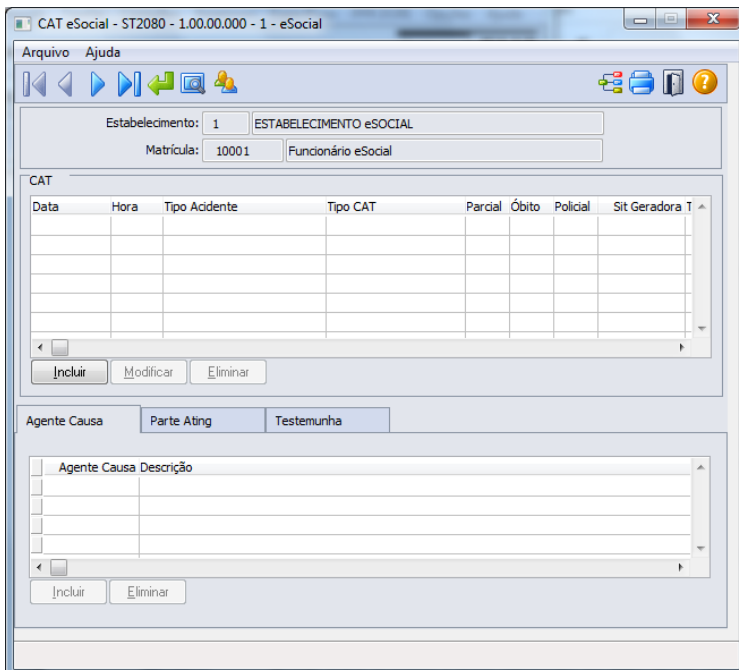 CAT eSocial - ST2080 - 1.00.00.000 - 1 - eSocial
Arquivo Ajuda
Estabelecimento: 1 ESTABELECIMENTO eSOCIAL
Matrícula: 10001 Funcionário eSocial
CAT
Data Hora Tipo Acidente Tipo CAT Parcial Óbito Policial Sit Geradora T
Incluir Modificar Eliminar
Agente Causa Parte Ating Testemunha
Agente Causa Descrição
Incluir Eliminar